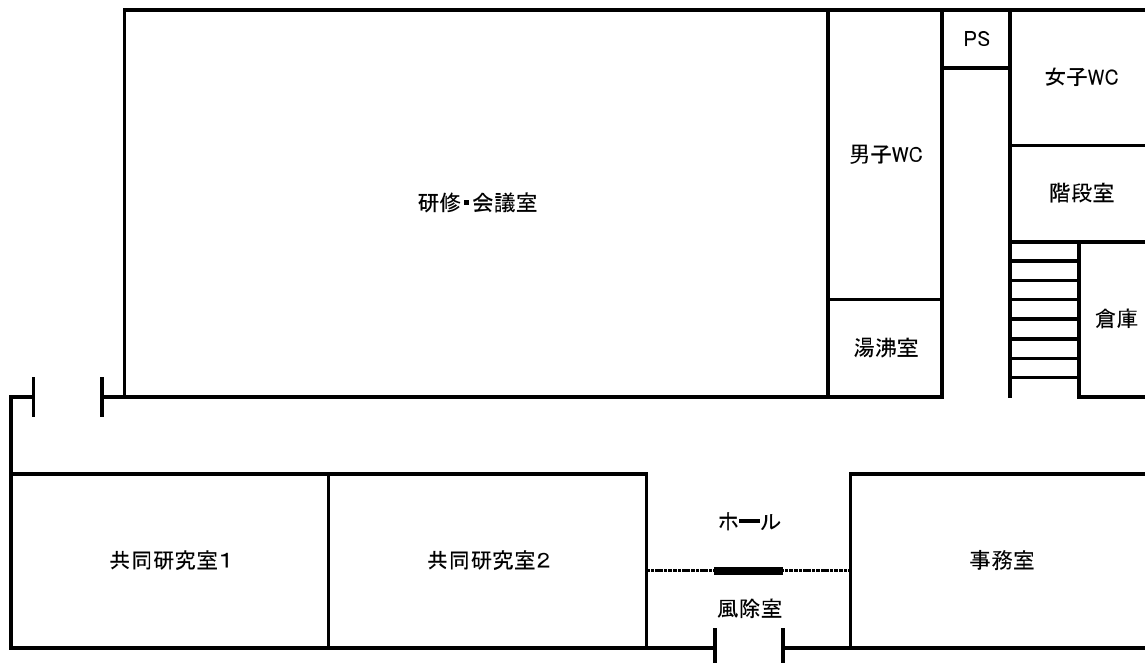 PS
女子WC
男子WC
階段室
研修・会議室
倉庫
湯沸室
ホール
共同研究室1
共同研究室2
事務室
風除室